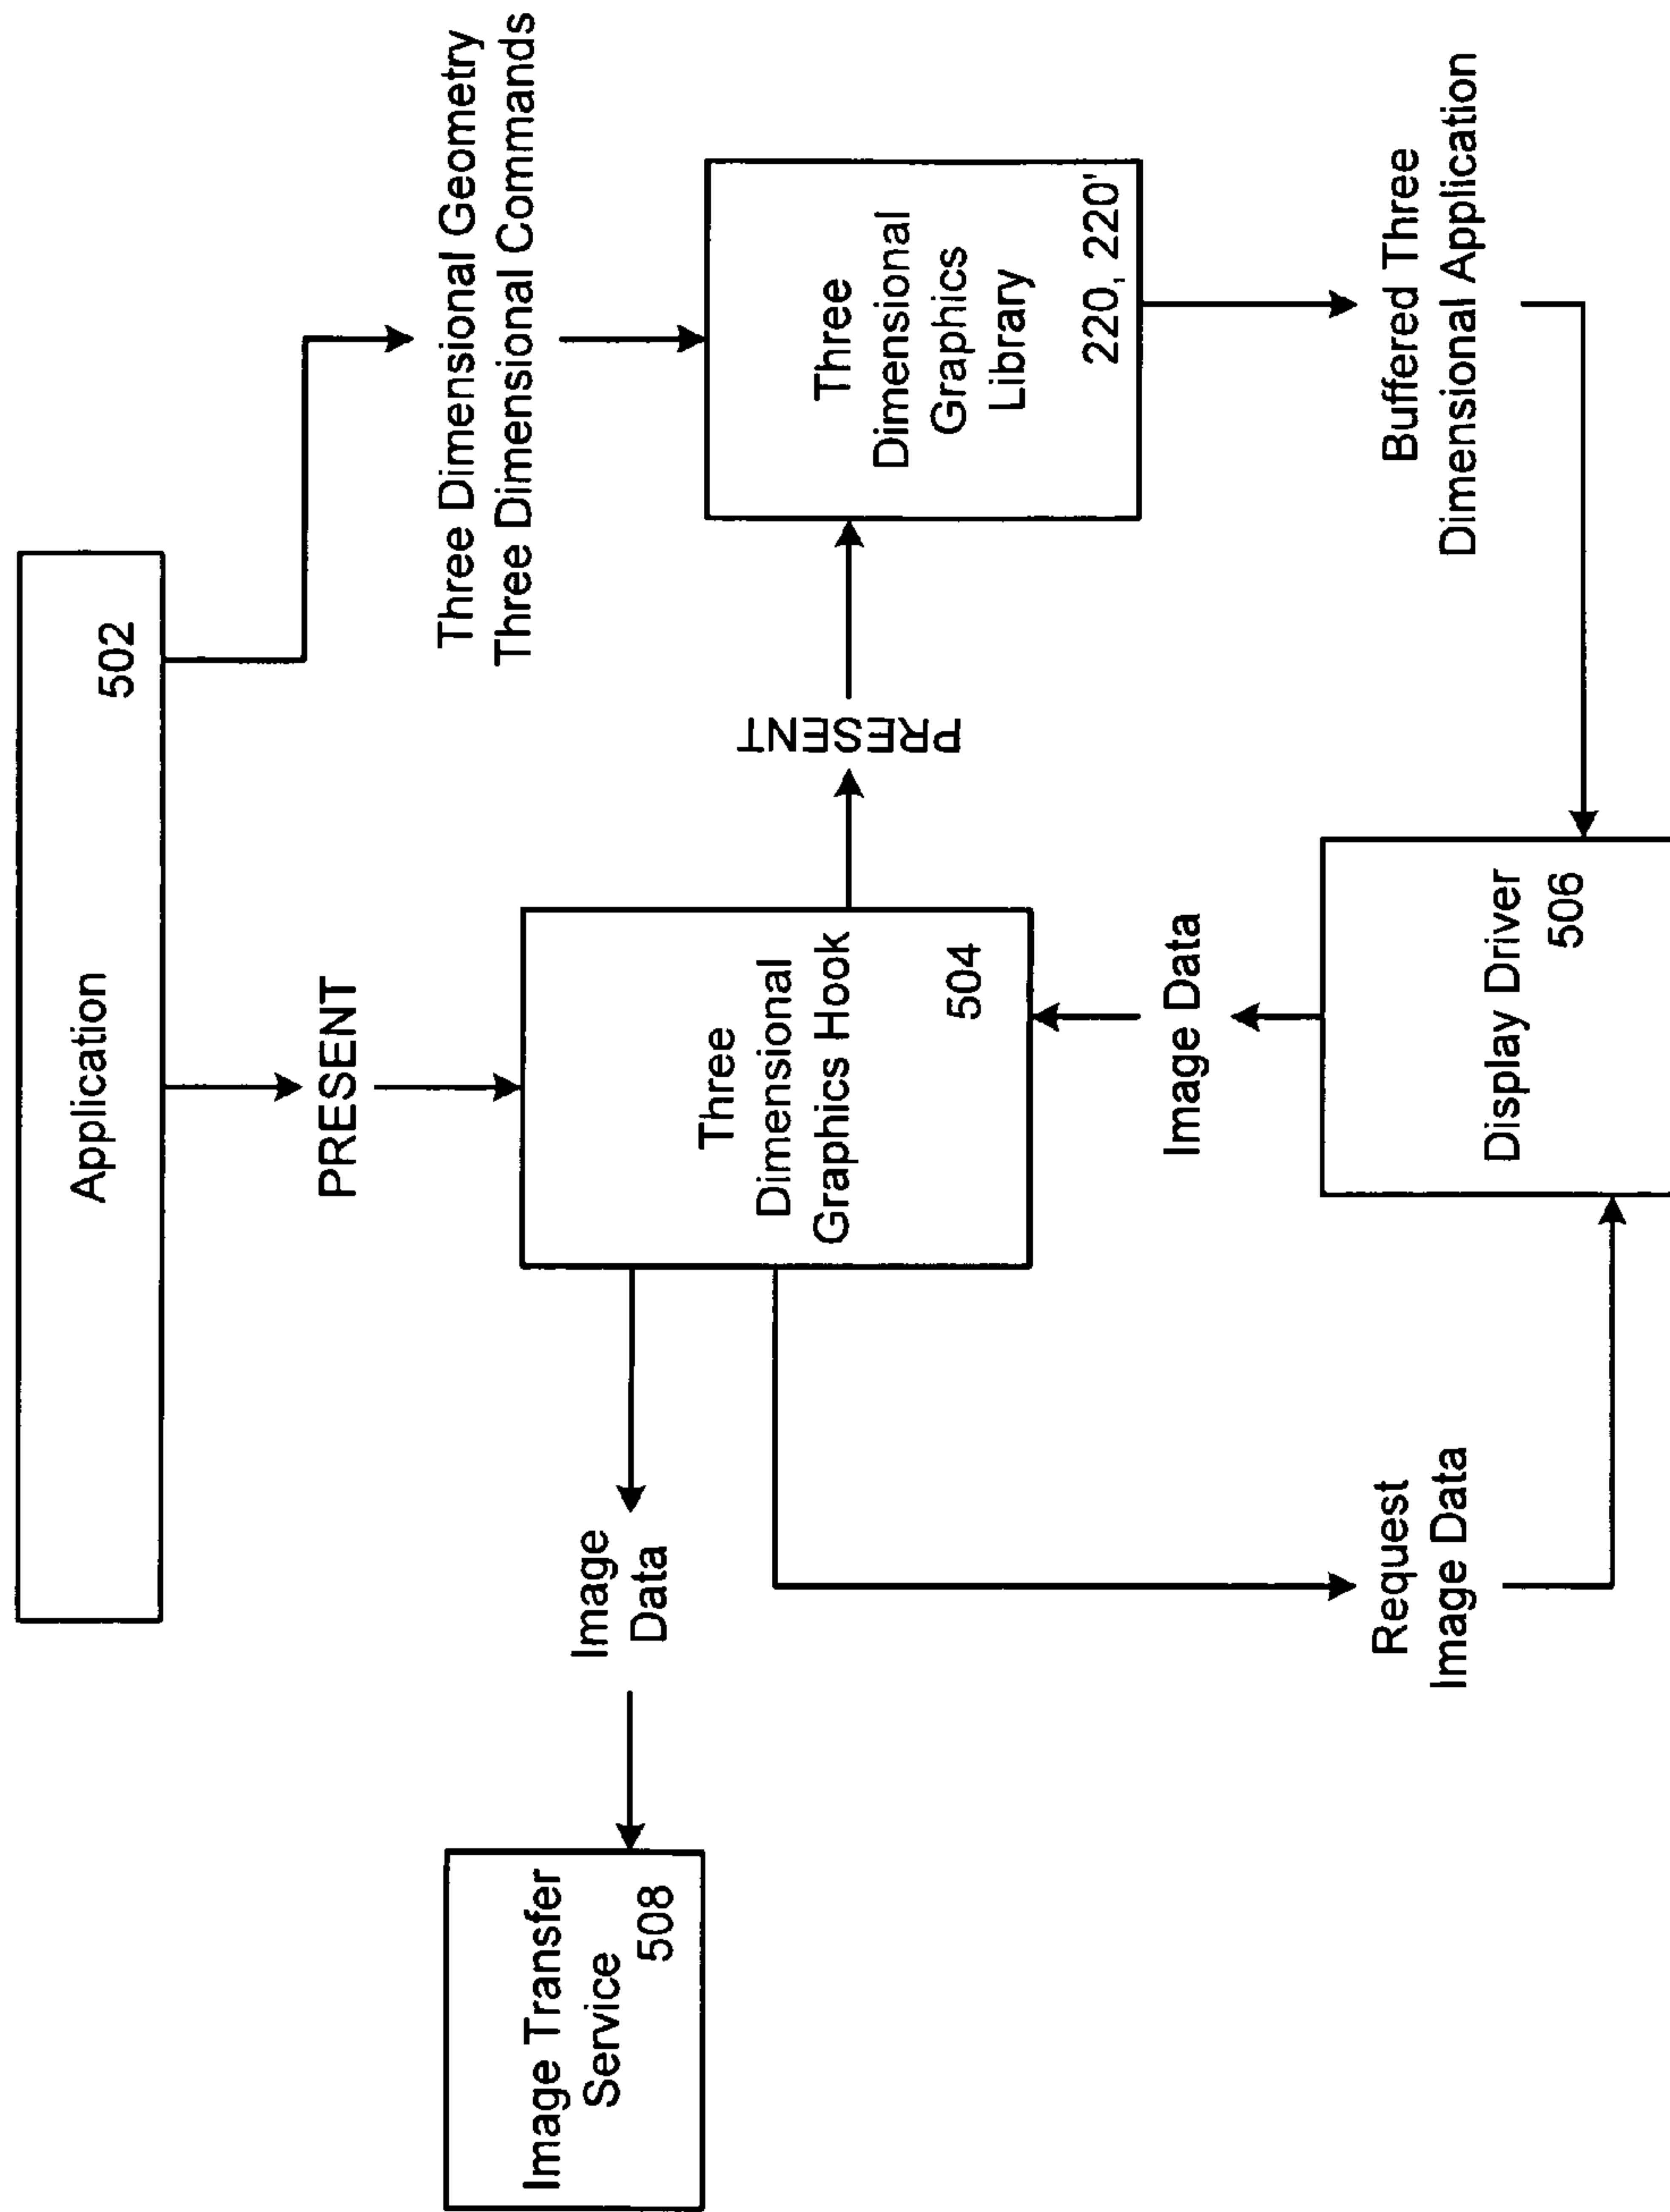 Application
502
PRESENT
Three Dimensional Geometry
Three Dimensional Commands
Image Transfer
Service
508
Image
Data
Three
Dimensional
Graphics Hook
504
PRESENT
Three
Dimensional
Graphics
Library
220, 220'
Request
Image Data
Image Data
Display Driver
506
Buffered Three
Dimensional Application